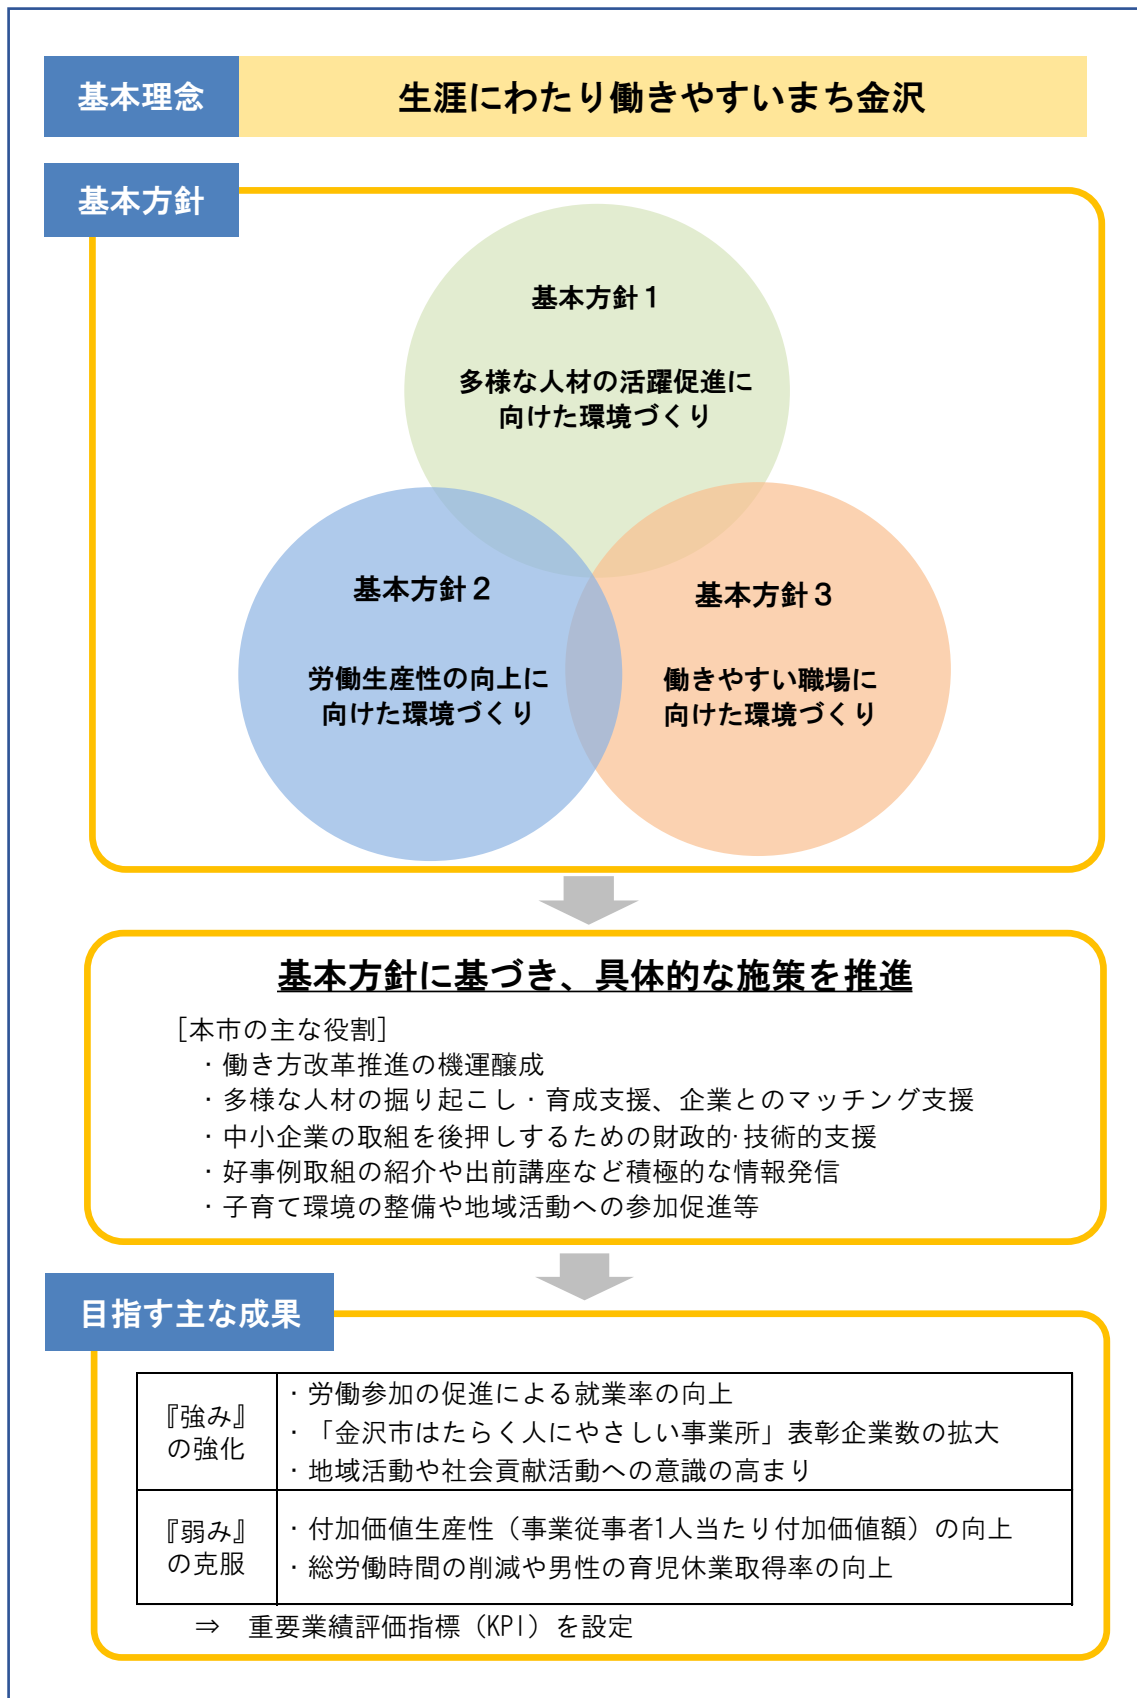 基本理念
生涯にわたり働きやすいまち金沢
基本方針
基本方針１
多様な人材の活躍促進に
向けた環境づくり
基本方針２
労働生産性の向上に
向けた環境づくり
基本方針３
働きやすい職場に
向けた環境づくり
基本方針に基づき、具体的な施策を推進
［本市の主な役割］
・働き方改革推進の機運醸成
・多様な人材の掘り起こし・育成支援、企業とのマッチング支援
・中小企業の取組を後押しするための財政的･技術的支援
・好事例取組の紹介や出前講座など積極的な情報発信
・子育て環境の整備や地域活動への参加促進等
目指す主な成果
『強み』
の強化
・労働参加の促進による就業率の向上
・「金沢市はたらく人にやさしい事業所」表彰企業数の拡大
・地域活動や社会貢献活動への意識の高まり
『弱み』
の克服
・付加価値生産性（事業従事者1人当たり付加価値額）の向上
・総労働時間の削減や男性の育児休業取得率の向上
⇒　重要業績評価指標（KPI）を設定